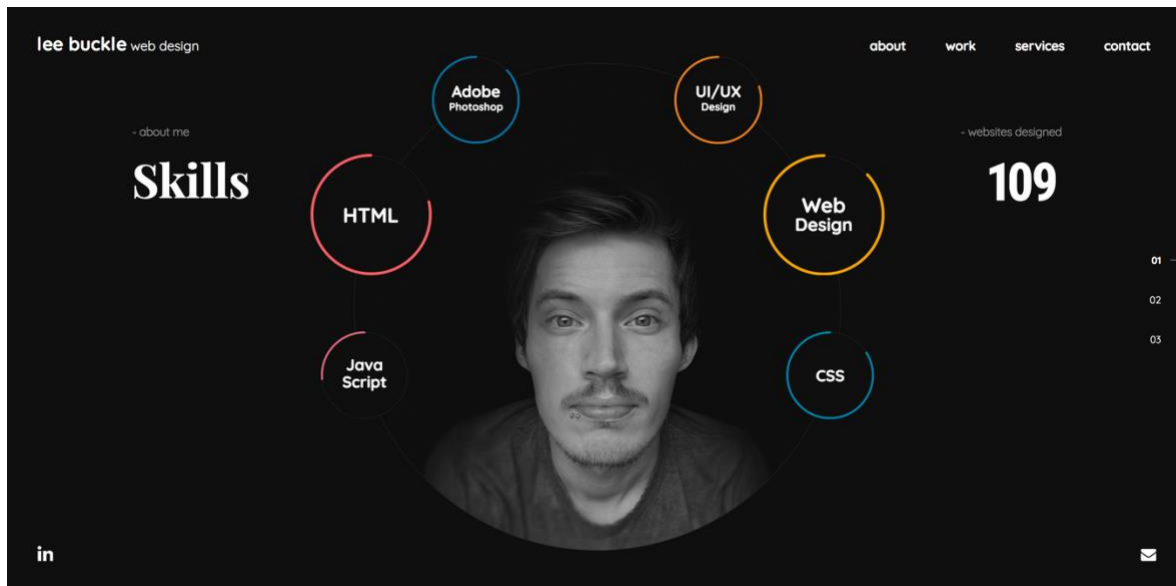 lee buckle web design
about work services contact
Adobe
Photoshop
UI/UX
Design
- about me
Skills
- websites designed
109
HTML
Web
Design
01
02
03
Java
Script
CSS
in